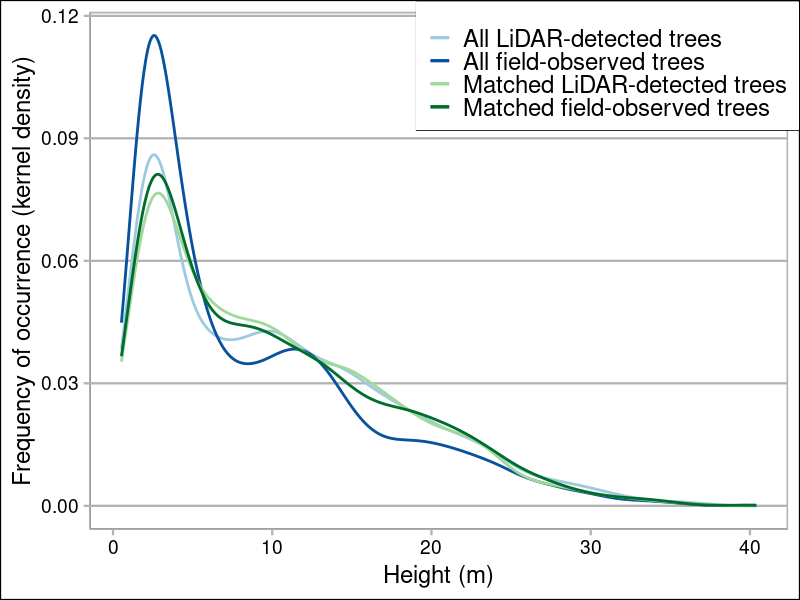 All LiDAR-detected trees
All field-observed trees
Matched LiDAR-detected trees
Matched field-observed trees
Frequency of occurrence (kernel density)
0.12
0.09
0.06
0.03
0.00
0 10 20 30 40
Height (m)